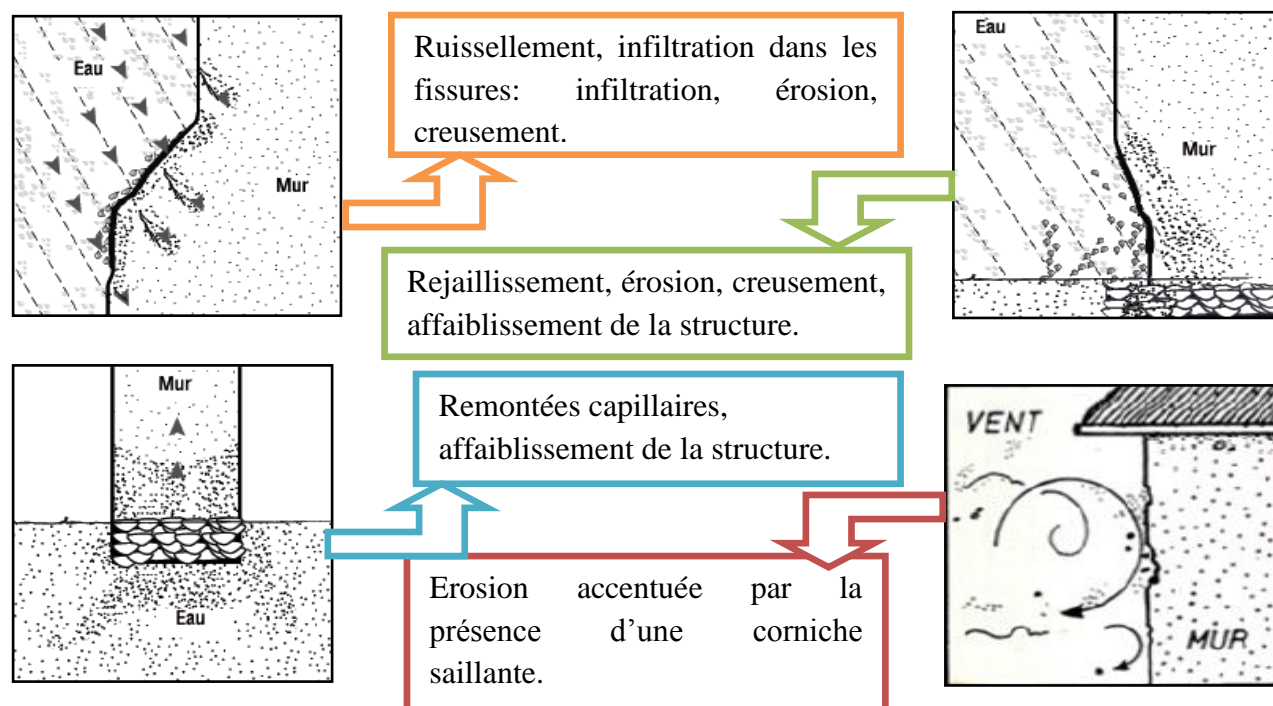 Eau
Mur
Ruissellement, infiltration dans les
fissures: infiltration, érosion,
creusement.
Eau
Mur
Rejaillissement, érosion, creusement,
affaiblissement de la structure.
Mur
Eau
Remontées capillaires,
affaiblissement de la structure.
VENT
MUR
Erosion accentuée par la
présence d’une corniche
saillante.